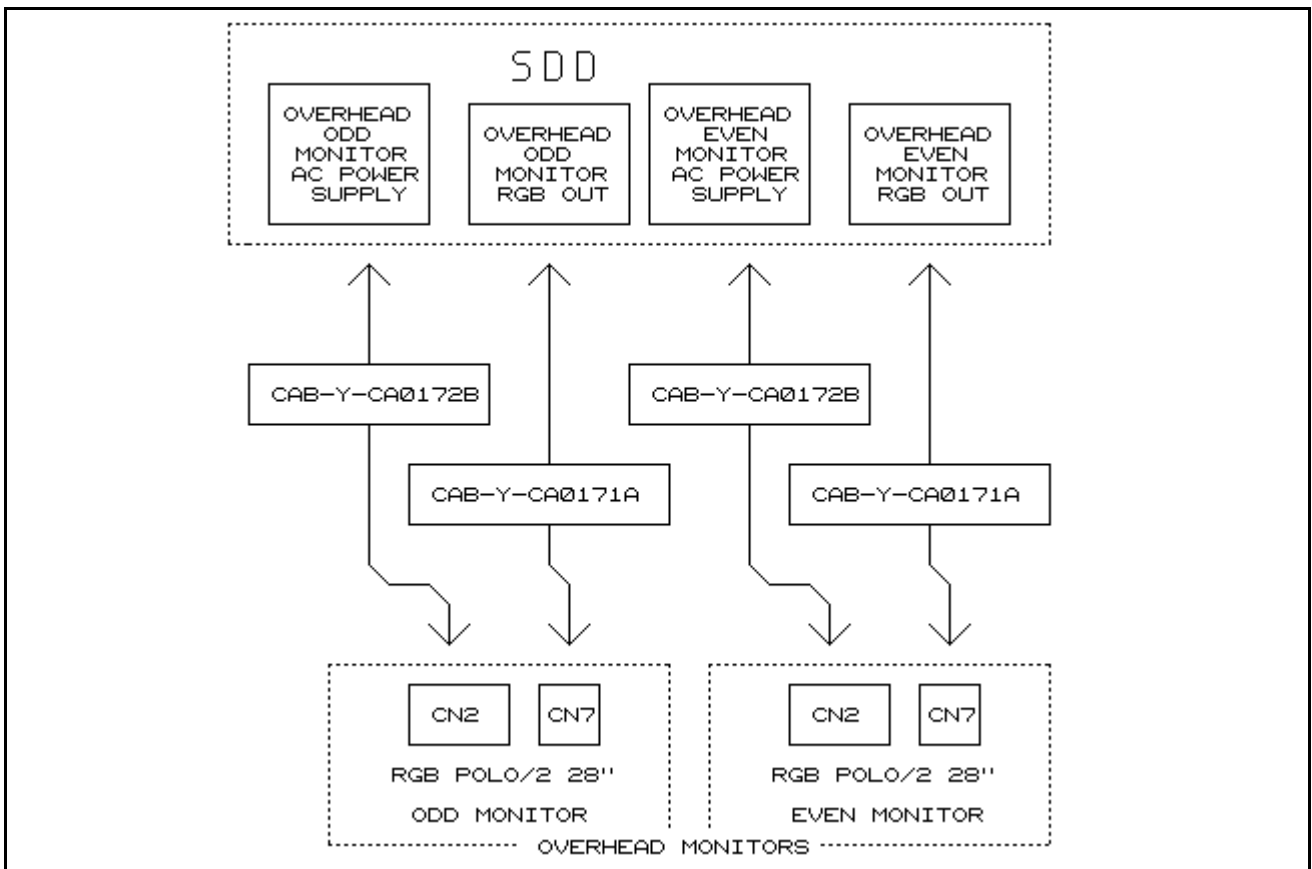 SDD
OVERHEAD
ODD
MONITOR
AC POWER
SUPPLY
OVERHEAD
ODD
MONITOR
RGB OUT
OVERHEAD
EVEN
MONITOR
AC POWER
SUPPLY
OVERHEAD
EVEN
MONITOR
RGB OUT
CAB-Y-CA0172B
CAB-Y-CA0172B
CAB-Y-CA0171A
CAB-Y-CA0171A
CN2
CN7
RGB POLO/2 28''
ODD MONITOR
CN2
CN7
RGB POLO/2 28''
EVEN MONITOR
OVERHEAD MONITORS